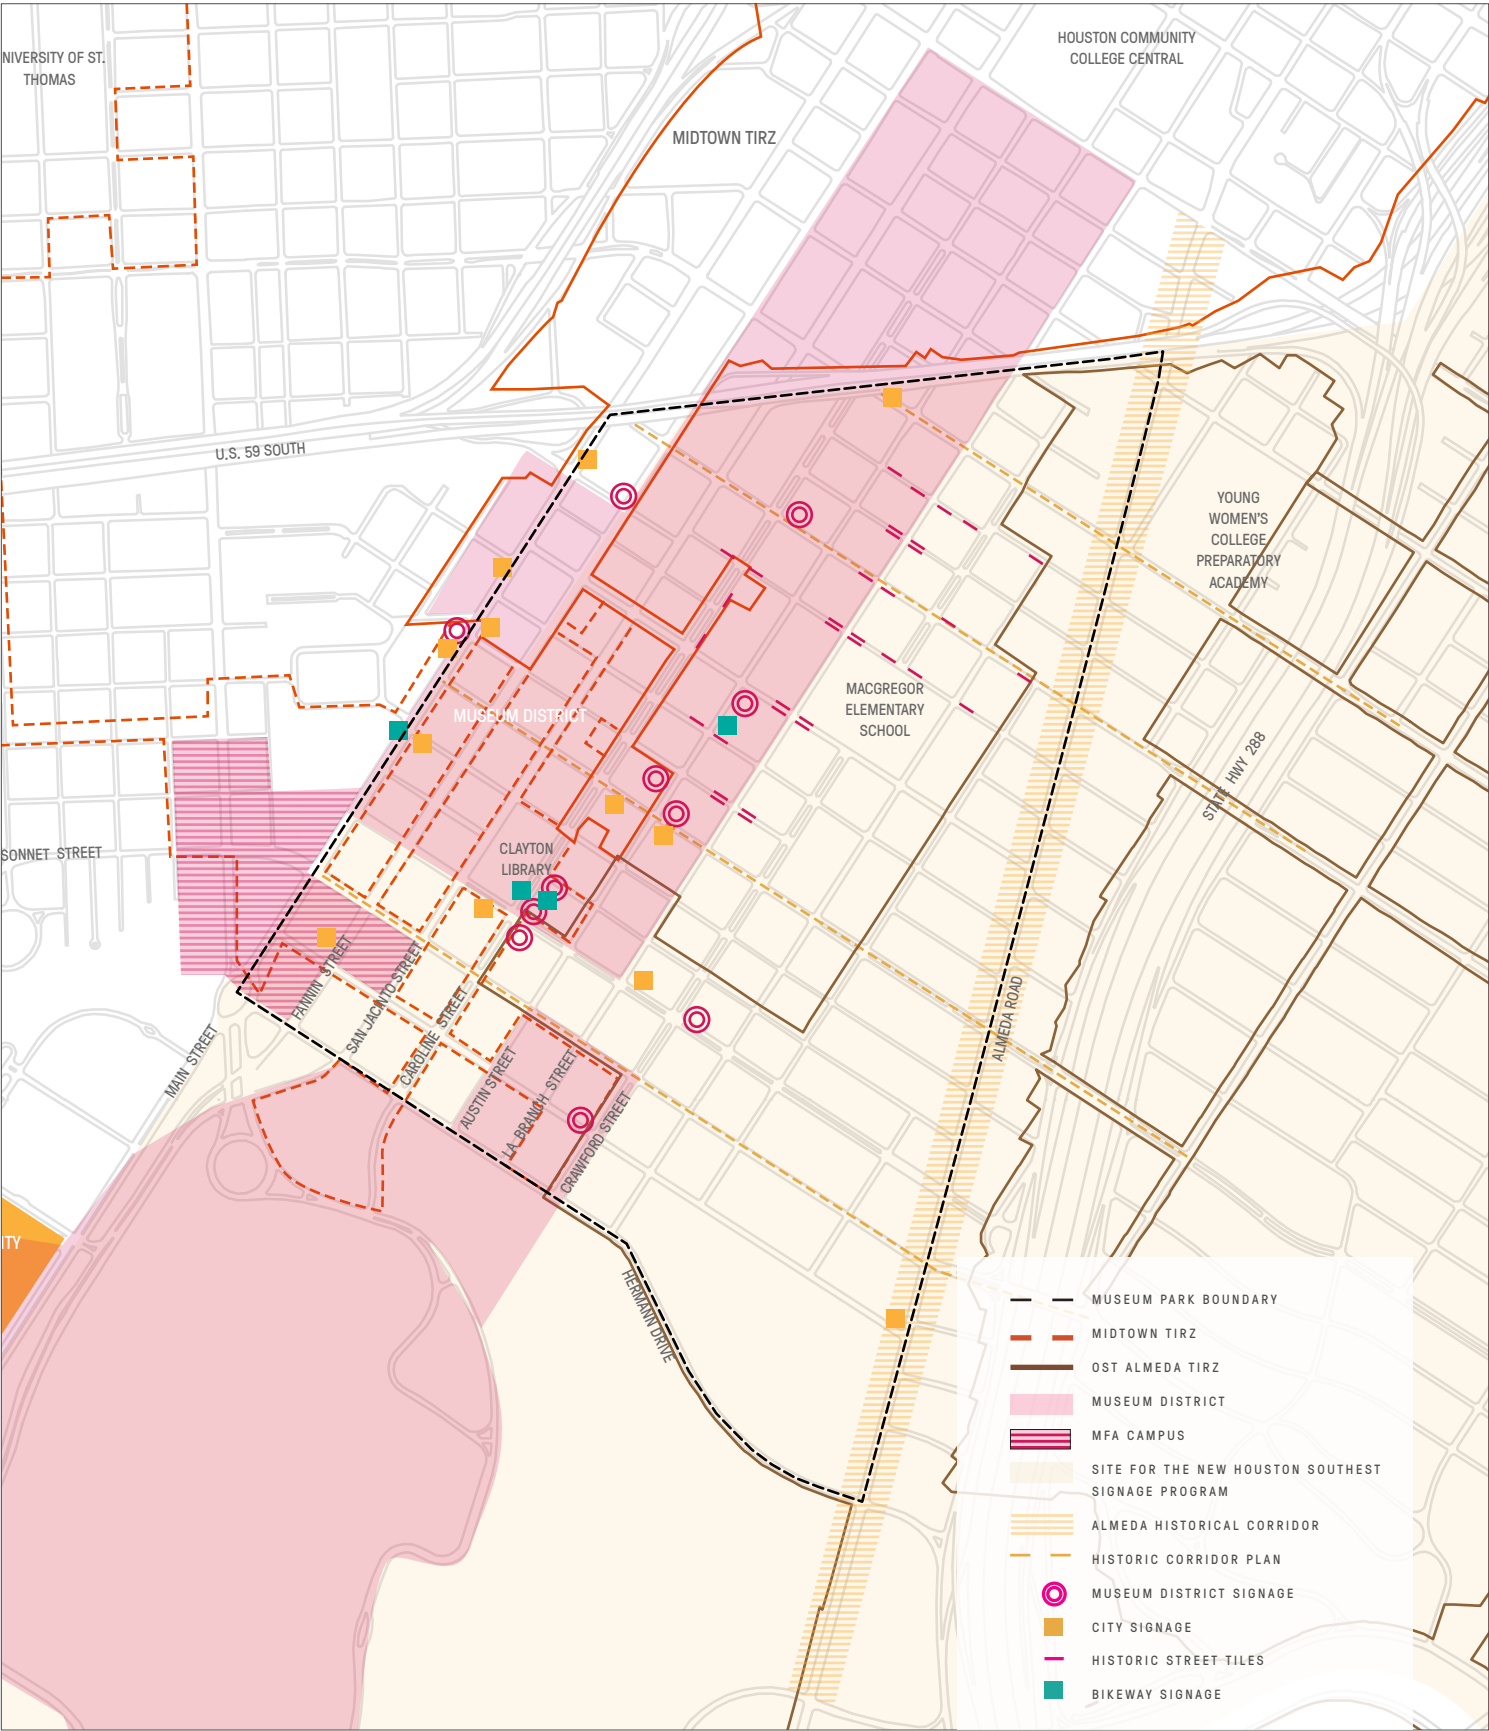 HOUSTON COMMUNITY
COLLEGE CENTRAL
NIVERSITY OF ST.
THOMAS
MIDTOWN TIRZ
U.S. 59 SOUTH
YOUNG
WOMEN'S
COLLEGE
PREPARATORY
ACADEMY
MACGREGOR
ELEMENTARY
SCHOOL
MUSEUM DISTRICT
STATE HWY 288
CLAYTON
LIBRARY
SONNET STREET
FANNIN STREET
SAN JACINTO STREET
CAROLINE STREET
ALMEDA ROAD
MAIN STREET
AUSTIN STREET
LA BRANCH STREET
CRAWFORD STREET
ITY
HERMANN DRIVE
MUSEUM PARK BOUNDARY
MIDTOWN TIRZ
OST ALMEDA TIRZ
MUSEUM DISTRICT
MFA CAMPUS
SITE FOR THE NEW HOUSTON SOUTHEST
SIGNAGE PROGRAM
ALMEDA HISTORICAL CORRIDOR
HISTORIC CORRIDOR PLAN
MUSEUM DISTRICT SIGNAGE
CITY SIGNAGE
HISTORIC STREET TILES
BIKEWAY SIGNAGE